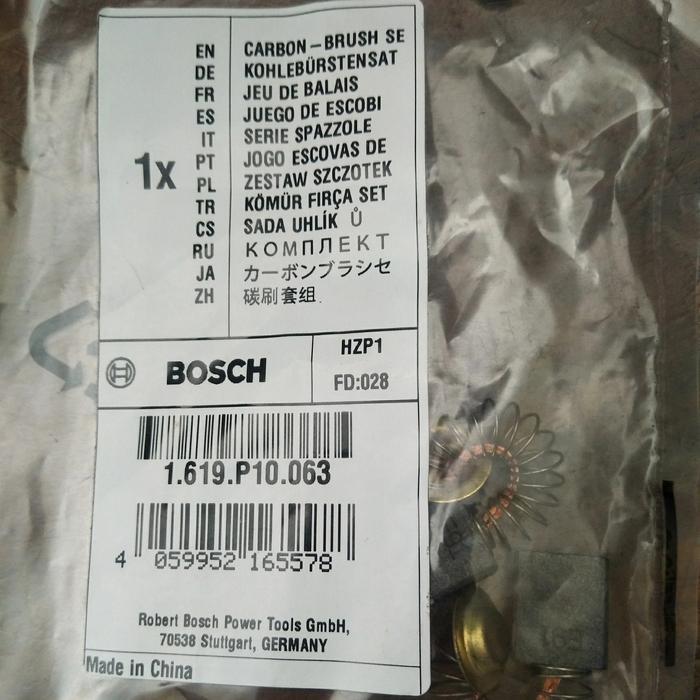 1x
EN CARBON-BRUSH SE
DE KOHLEBÜRSTENSAT
FR JEU DE BALAIS
ES JUEGO DE ESCOBI
IT SERIE SPAZZOLE
PT JOGO ESCOVAS DE
PL ZESTAW SZCZOTEK
TR KÖMÜR FIRÇA SET
CS SADA UHLÍK Ů
RU КОМПЛЕКТ
JA カーボンブラシセ
ZH 碳刷套组
BOSCH
HZP1
FD:028
1.619.P10.063
4 059952 165578
Robert Bosch Power Tools GmbH,
70538 Stuttgart, GERMANY
Made in China